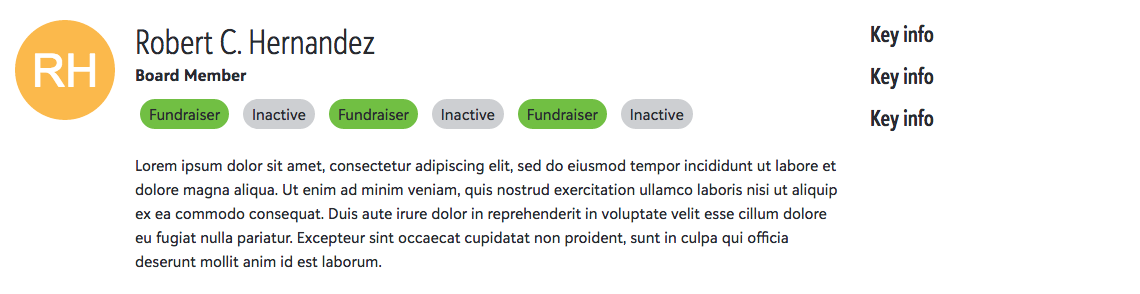 RH
Robert C. Hernandez
Board Member
Fundraiser Inactive Fundraiser Inactive Fundraiser Inactive
Lorem ipsum dolor sit amet, consectetur adipiscing elit, sed do eiusmod tempor incididunt ut labore et
dolore magna aliqua. Ut enim ad minim veniam, quis nostrud exercitation ullamco laboris nisi ut aliquip
ex ea commodo consequat. Duis aute irure dolor in reprehenderit in voluptate velit esse cillum dolore
eu fugiat nulla pariatur. Excepteur sint occaecat cupidatat non proident, sunt in culpa qui officia
deserunt mollit anim id est laborum.
Key info
Key info
Key info